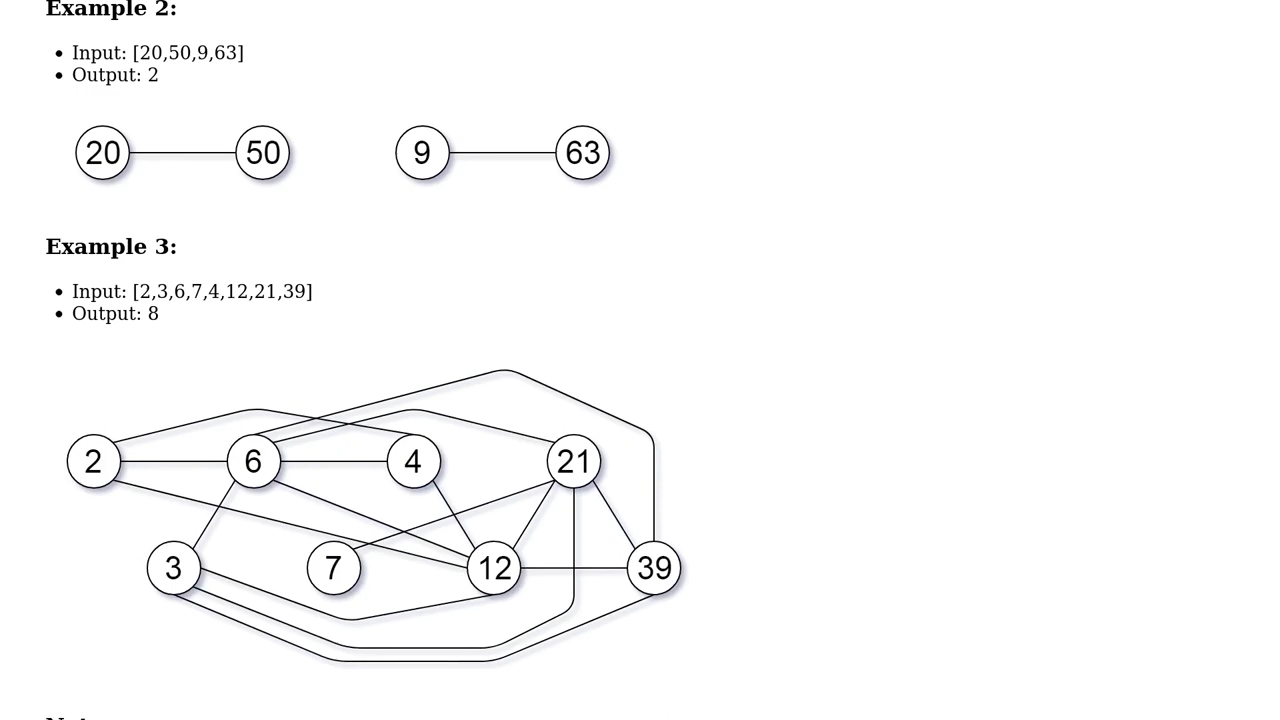 Example 2:
Input: [20,50,9,63]
Output: 2
20 50 9 63
Example 3:
Input: [2,3,6,7,4,12,21,39]
Output: 8
2 6 4 21
3 7 12 39